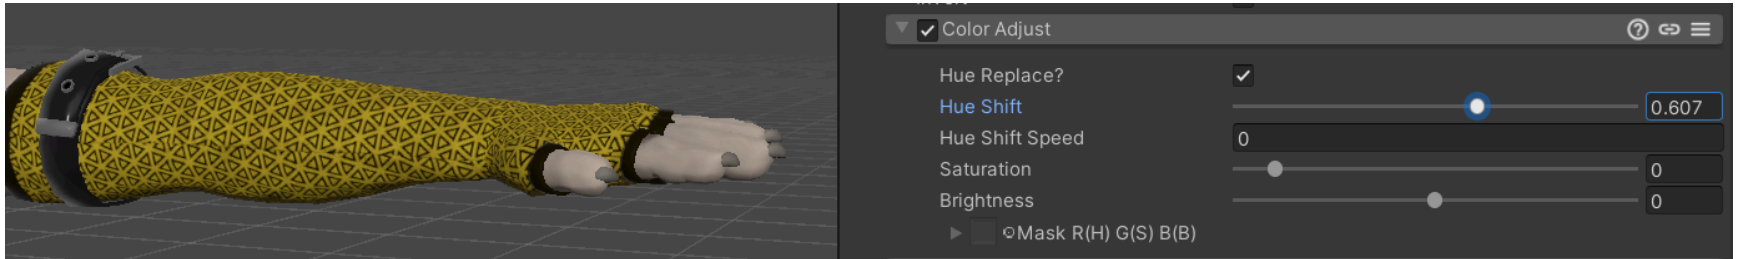 Color Adjust
Hue Replace?
Hue Shift 0.607
Hue Shift Speed 0
Saturation 0
Brightness 0
Mask R(H) G(S) B(B)